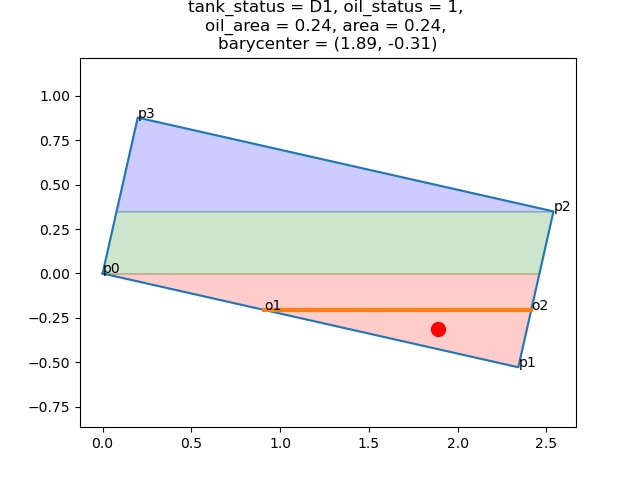 tank_status = D1, oil_status = 1,
oil_area = 0.24, area = 0.24,
barycenter = (1.89, -0.31)
1.00
0.75
0.50
0.25
0.00
−0.25
−0.50
−0.75
p3
p2
p0
o1
o2
p1
0.0
0.5
1.0
1.5
2.0
2.5